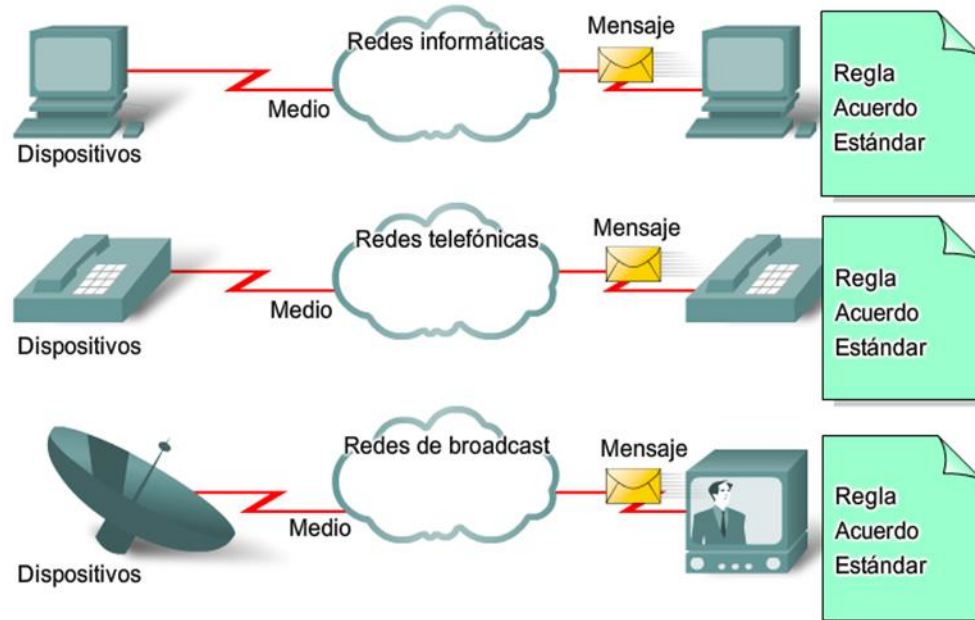 Redes informáticas
Mensaje
Medio
Dispositivos
Regla
Acuerdo
Estándar
Redes telefónicas
Mensaje
Medio
Dispositivos
Regla
Acuerdo
Estándar
Redes de broadcast
Mensaje
Medio
Dispositivos
Regla
Acuerdo
Estándar